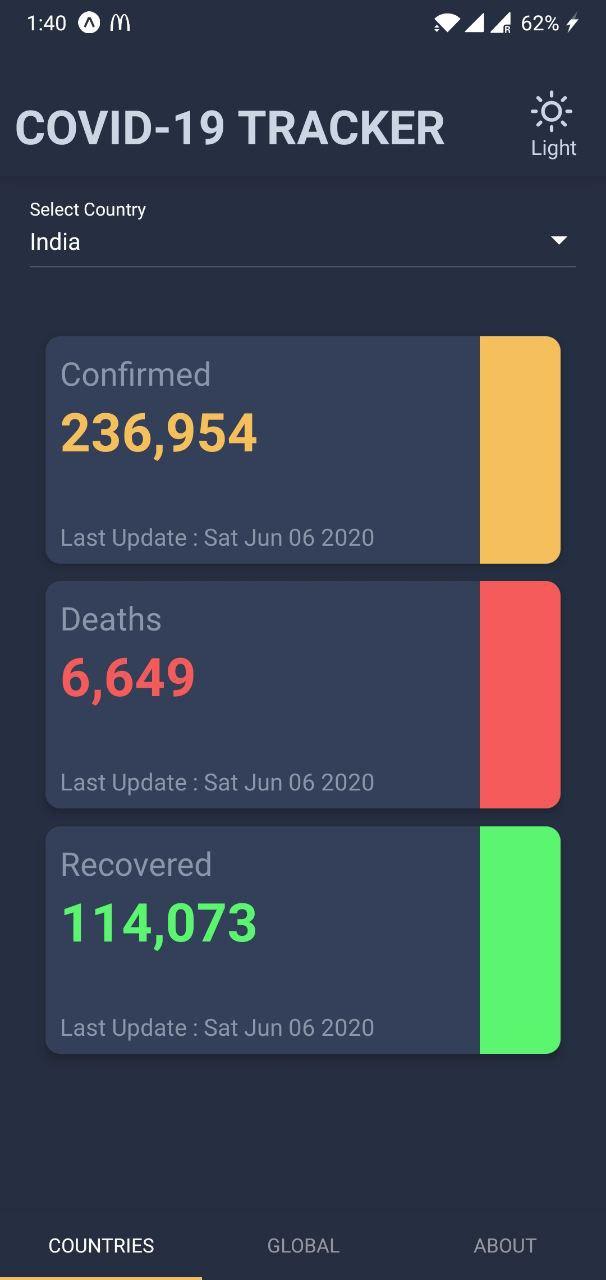 1:40
62%
R
COVID-19 TRACKER
Light
Select Country
India
Confirmed
236,954
Last Update : Sat Jun 06 2020
Deaths
6,649
Last Update : Sat Jun 06 2020
Recovered
114,073
Last Update : Sat Jun 06 2020
COUNTRIES GLOBAL ABOUT